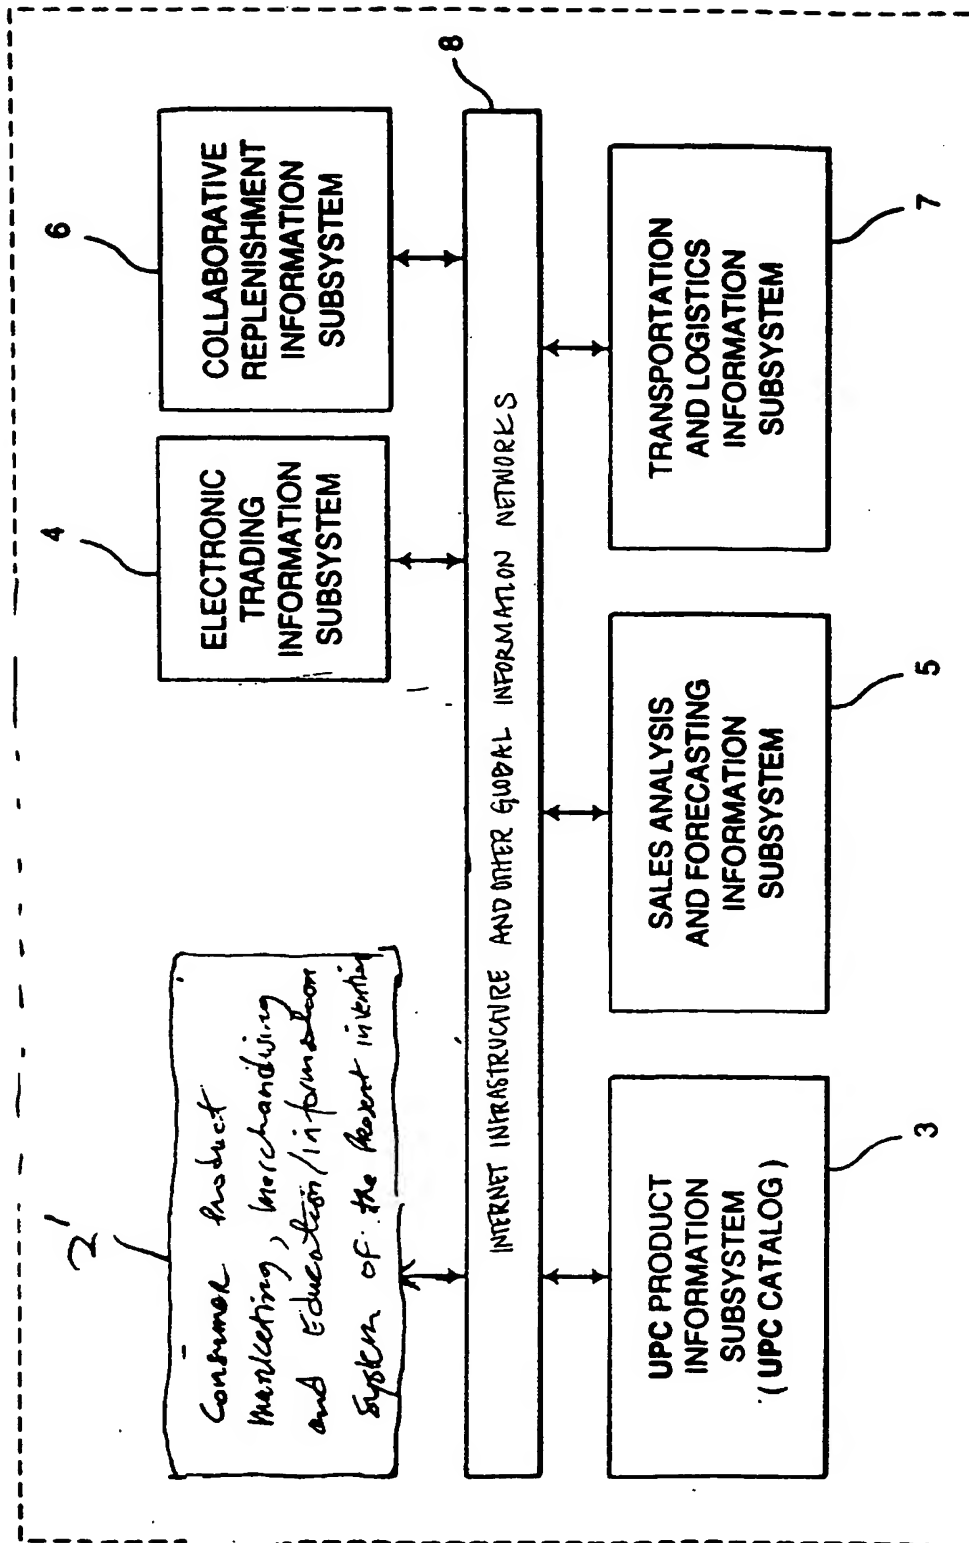 2'
Consumer Product
Marketing, Merchandising
and Education/information
System of the Present invention
4
ELECTRONIC
TRADING
INFORMATION
SUBSYSTEM
6
COLLABORATIVE
REPLENISHMENT
INFORMATION
SUBSYSTEM
8
INTERNET INFRASTRUCTURE AND OTHER GLOBAL INFORMATION NETWORKS
UPC PRODUCT
INFORMATION
SUBSYSTEM
(UPC CATALOG)
3
SALES ANALYSIS
AND FORECASTING
INFORMATION
SUBSYSTEM
5
TRANSPORTATION
AND LOGISTICS
INFORMATION
SUBSYSTEM
7